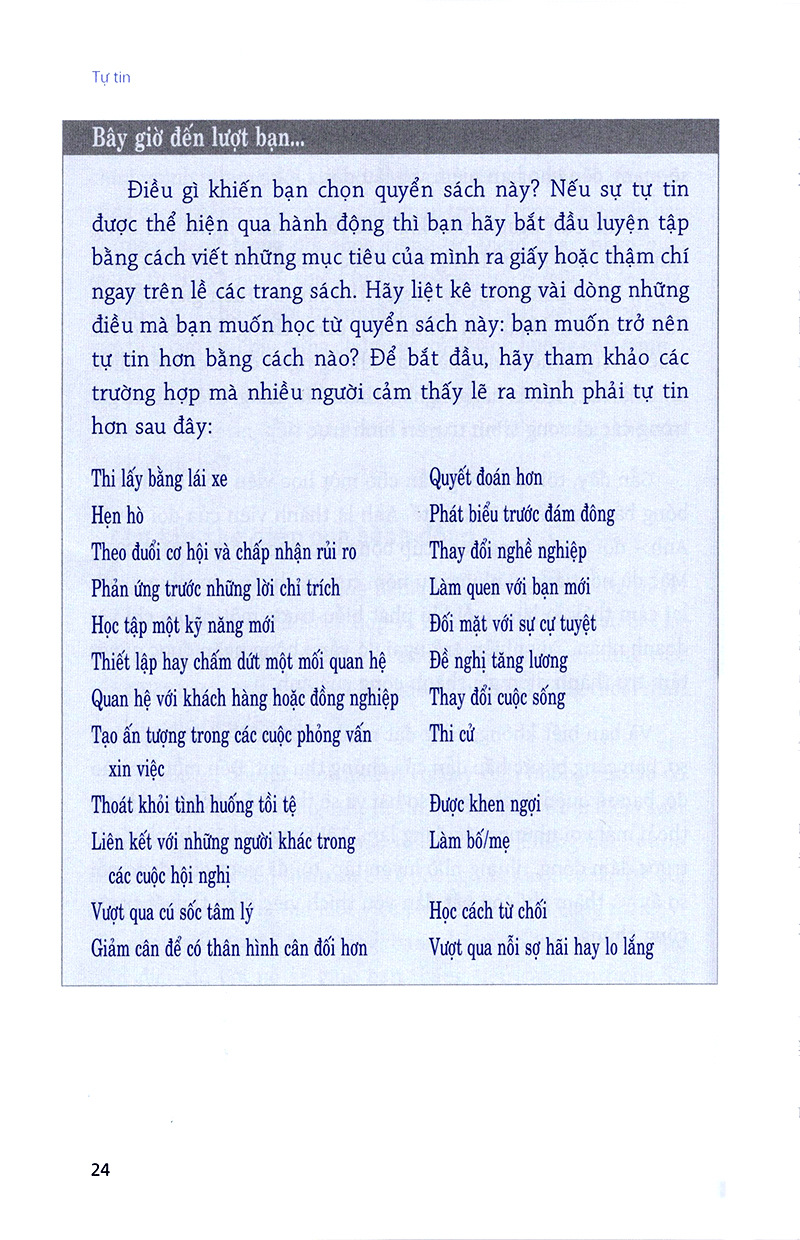 Tự tin
Bây giờ đến lượt bạn...
Điều gì khiến bạn chọn quyển sách này? Nếu sự tự tin
được thể hiện qua hành động thì bạn hãy bắt đầu luyện tập
bằng cách viết những mục tiêu của mình ra giấy hoặc thậm chí
ngay trên lề các trang sách. Hãy liệt kê trong vài dòng những
điều mà bạn muốn học từ quyển sách này: bạn muốn trở nên
tự tin hơn bằng cách nào? Để bắt đầu, hãy tham khảo các
trường hợp mà nhiều người cảm thấy lẽ ra mình phải tự tin
hơn sau đây:
Thi lấy bằng lái xe
Hẹn hò
Theo đuổi cơ hội và chấp nhận rủi ro
Phản ứng trước những lời chỉ trích
Học tập một kỹ năng mới
Thiết lập hay chấm dứt một mối quan hệ
Quan hệ với khách hàng hoặc đồng nghiệp
Tạo ấn tượng trong các cuộc phỏng vấn
xin việc
Thoát khỏi tình huống tồi tệ
Liên kết với những người khác trong
các cuộc hội nghị
Vượt qua cú sốc tâm lý
Giảm cân để có thân hình cân đối hơn
Quyết đoán hơn
Phát biểu trước đám đông
Thay đổi nghề nghiệp
Làm quen với bạn mới
Đối mặt với sự cự tuyệt
Đề nghị tăng lương
Thay đổi cuộc sống
Thi cử
Được khen ngợi
Làm bố/mẹ
Học cách từ chối
Vượt qua nỗi sợ hãi hay lo lắng
24